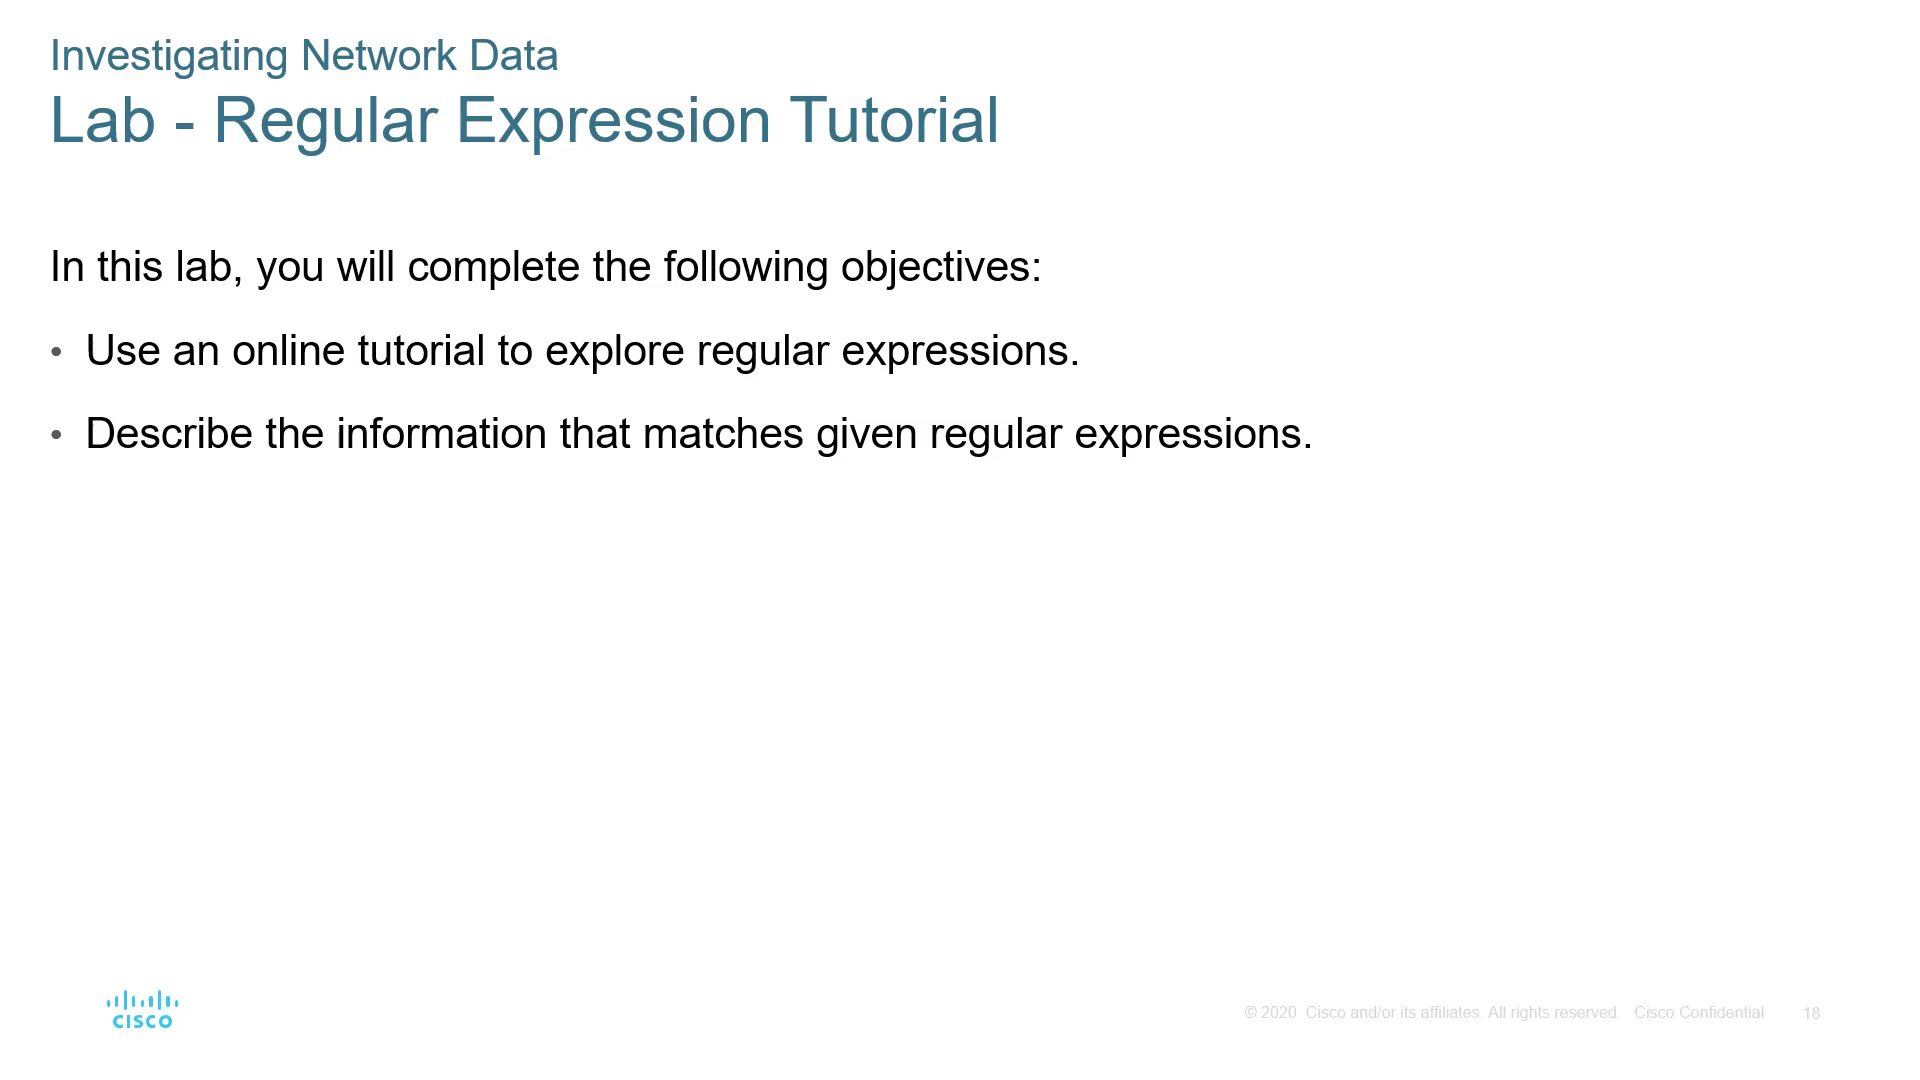 Investigating Network Data
Lab - Regular Expression Tutorial
In this lab, you will complete the following objectives:
• Use an online tutorial to explore regular expressions.
• Describe the information that matches given regular expressions.
CISCO
© 2020 Cisco and/or its affiliates. All rights reserved. Cisco Confidential 18